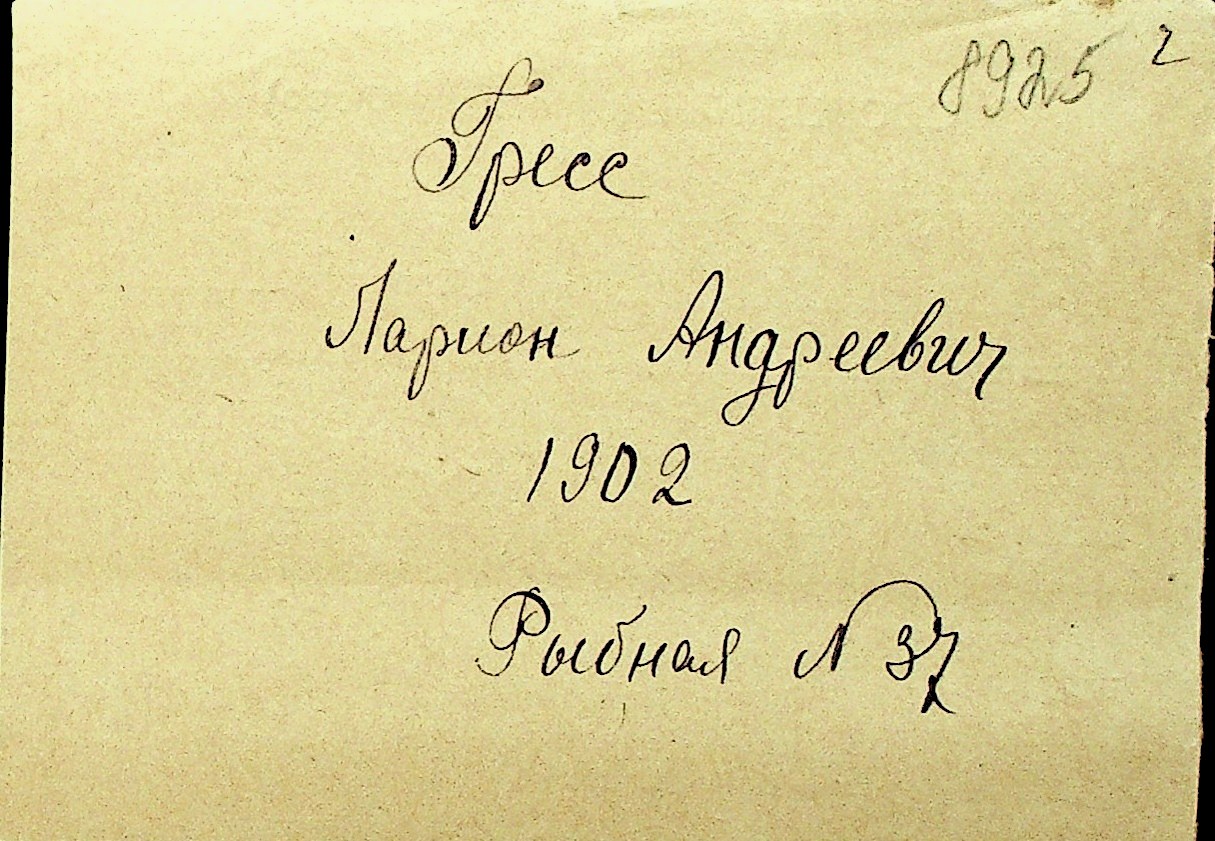 8925 2
Гресс
Ларион Андреевич
1902
Рыбная № 37